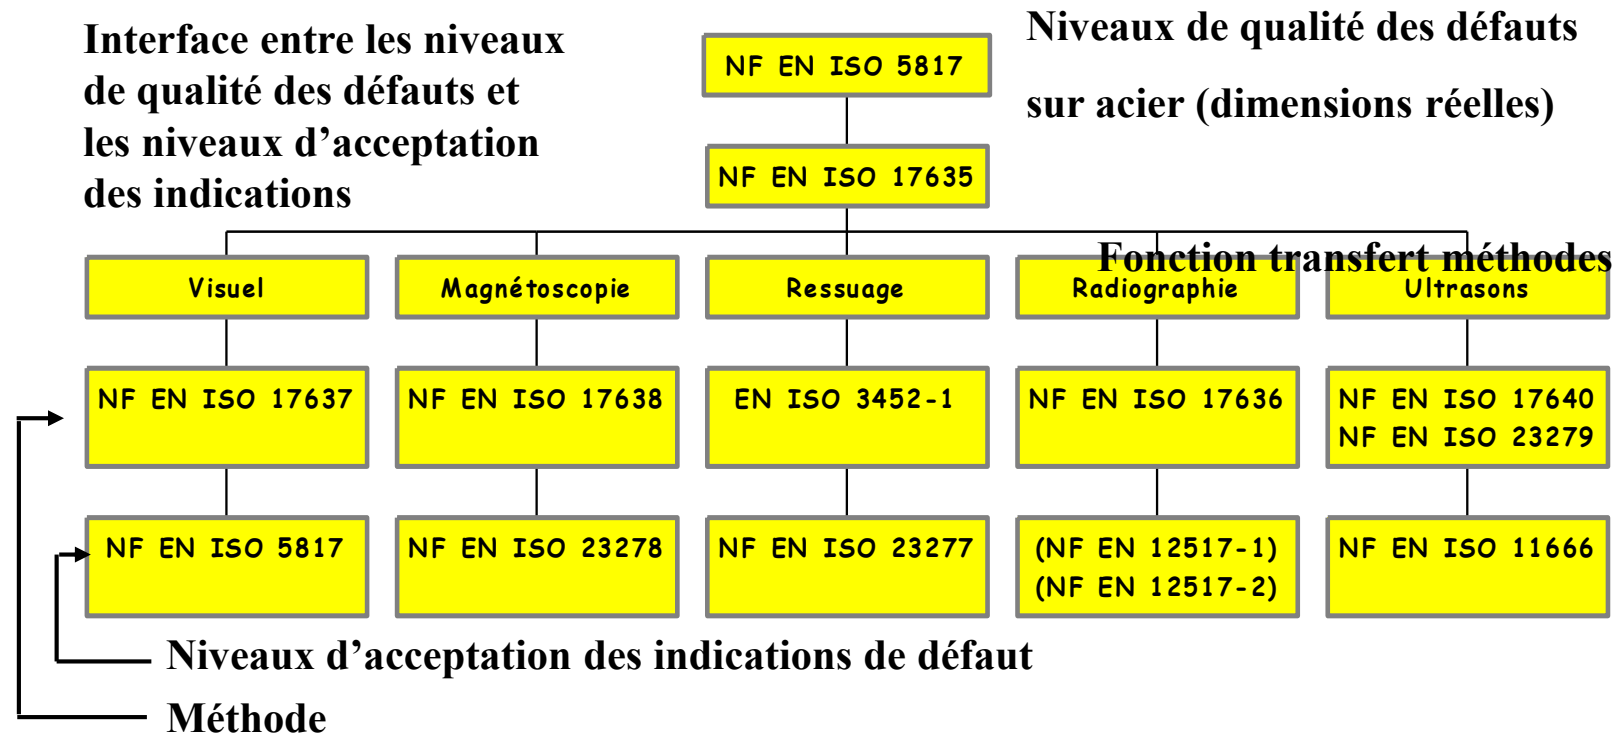 Interface entre les niveaux
de qualité des défauts et
les niveaux d’acceptation
des indications
NF EN ISO 5817
Niveaux de qualité des défauts
sur acier (dimensions réelles)
NF EN ISO 17635
Fonction transfert méthodes
Visuel
Magnétoscopie
Ressuage
Radiographie
Ultrasons
NF EN ISO 17637
NF EN ISO 17638
EN ISO 3452-1
NF EN ISO 17636
NF EN ISO 17640
NF EN ISO 23279
NF EN ISO 5817
NF EN ISO 23278
NF EN ISO 23277
(NF EN 12517-1)
(NF EN 12517-2)
NF EN ISO 11666
Niveaux d’acceptation des indications de défaut
Méthode